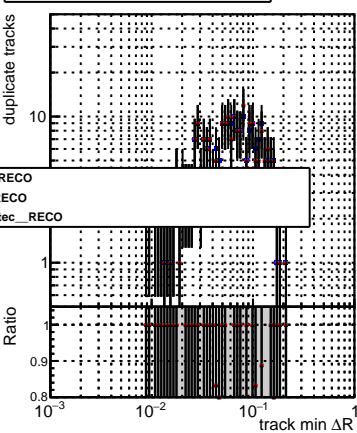 duplicate tracks
10
RECO
RECO
tec__RECO
1
Ratio
1
0.9
0.8
10−3 10−2 10−1 1
track min ΔR